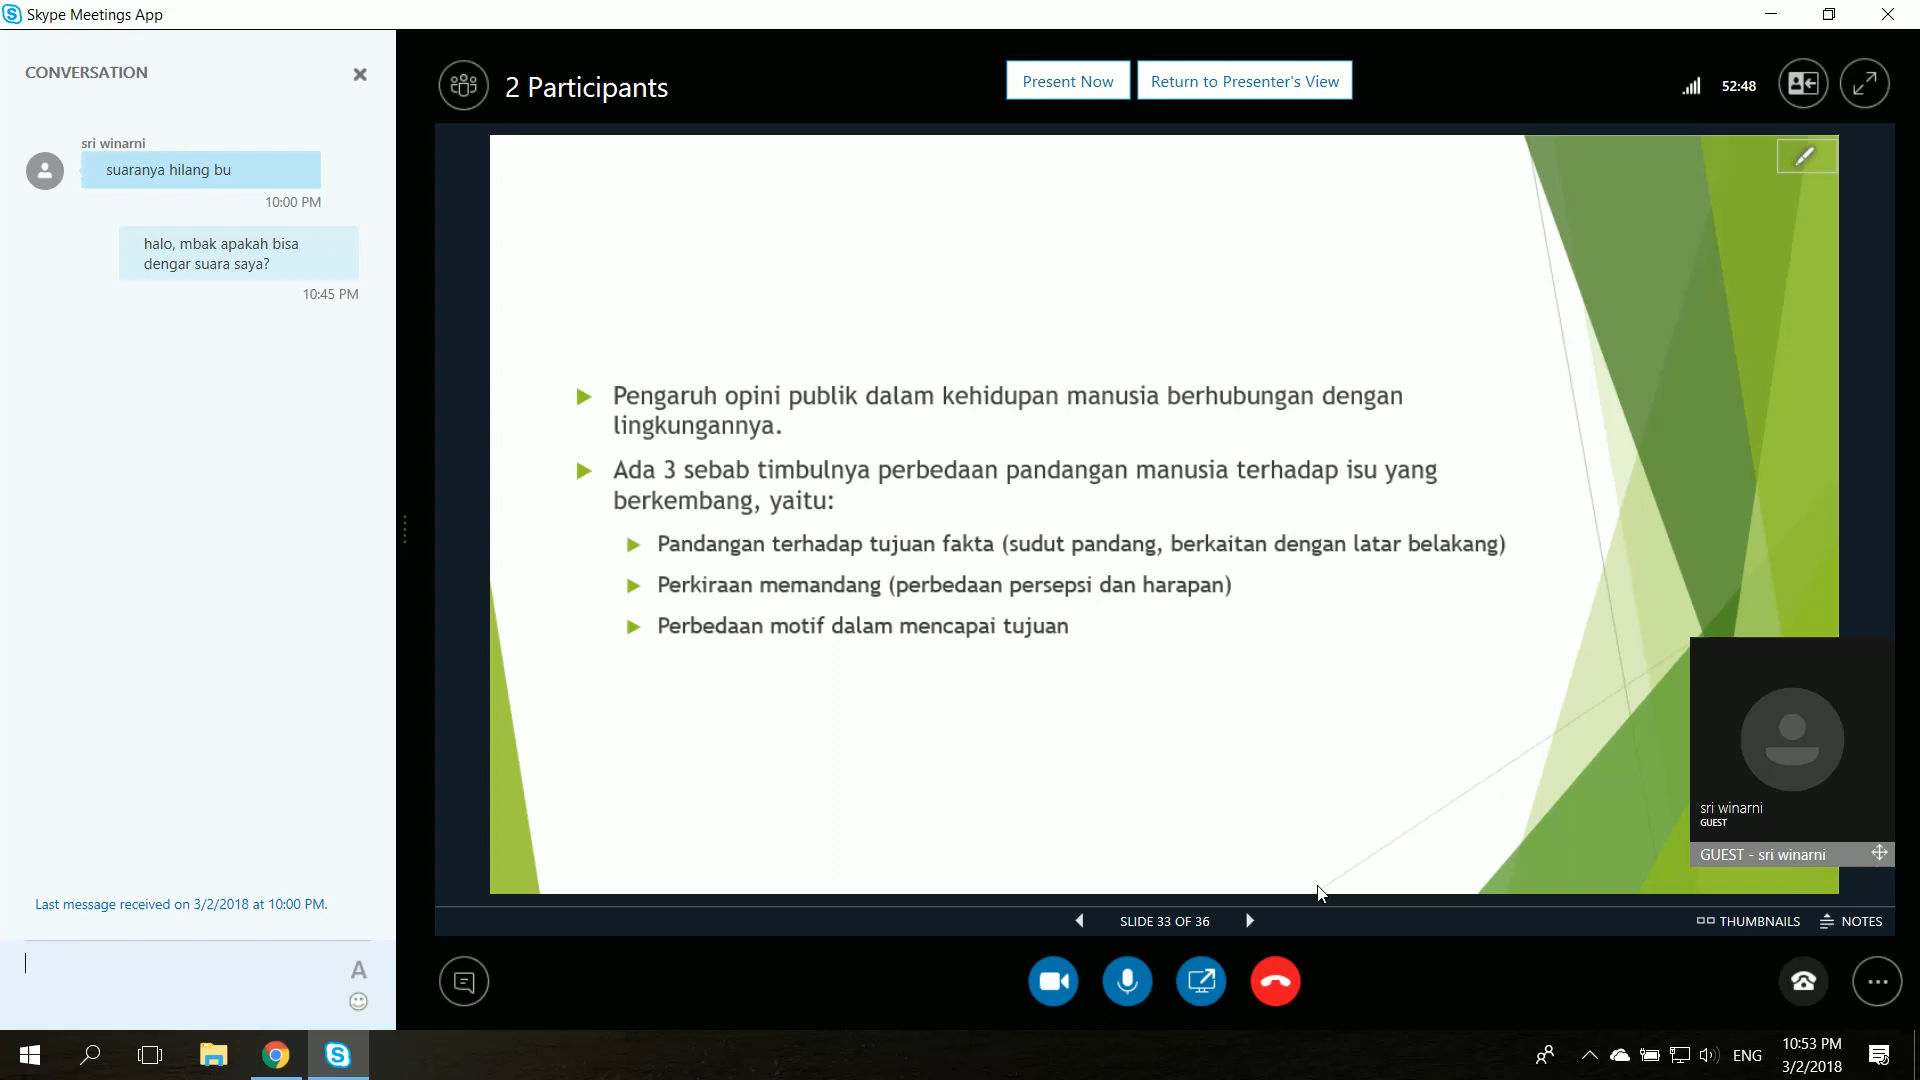 Skype Meetings App
CONVERSATION
sri winarni
suaranya hilang bu
10:00 PM
halo, mbak apakah bisa
dengar suara saya?
10:45 PM
Last message received on 3/2/2018 at 10:00 PM.
A
2 Participants
Present Now
Return to Presenter's View
52:48
Pengaruh opini publik dalam kehidupan manusia berhubungan dengan
lingkungannya.
Ada 3 sebab timbulnya perbedaan pandangan manusia terhadap isu yang
berkembang, yaitu:
Pandangan terhadap tujuan fakta (sudut pandang, berkaitan dengan latar belakang)
Perkiraan memandang (perbedaan persepsi dan harapan)
Perbedaan motif dalam mencapai tujuan
sri winarni
GUEST
GUEST - sri winarni
SLIDE 33 OF 36
THUMBNAILS
NOTES
ENG
10:53 PM
3/2/2018